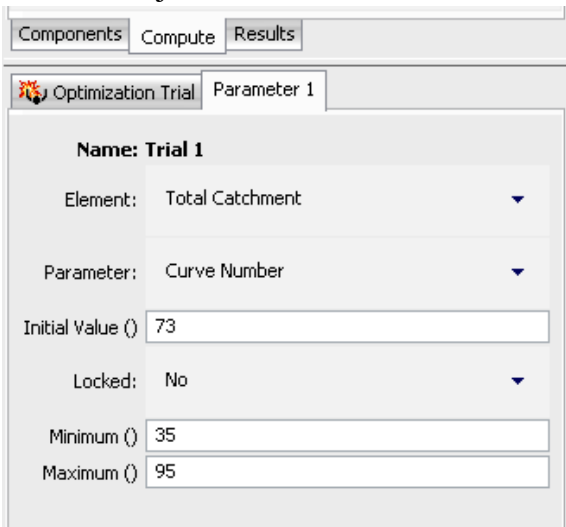 Components Compute Results
Optimization Trial Parameter 1
Name: Trial 1
Element: Total Catchment
Parameter: Curve Number
Initial Value () 73
Locked: No
Minimum () 35
Maximum () 95